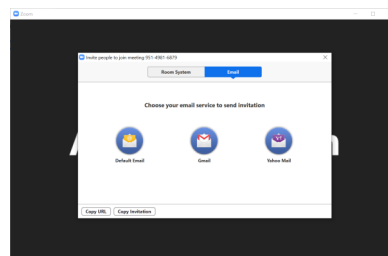 Zoom
Invite people to join meeting 951-4981-6879
Room System
Email
Choose your email service to send invitation
Default Email
Gmail
Yahoo Mail
Copy URL
Copy Invitation